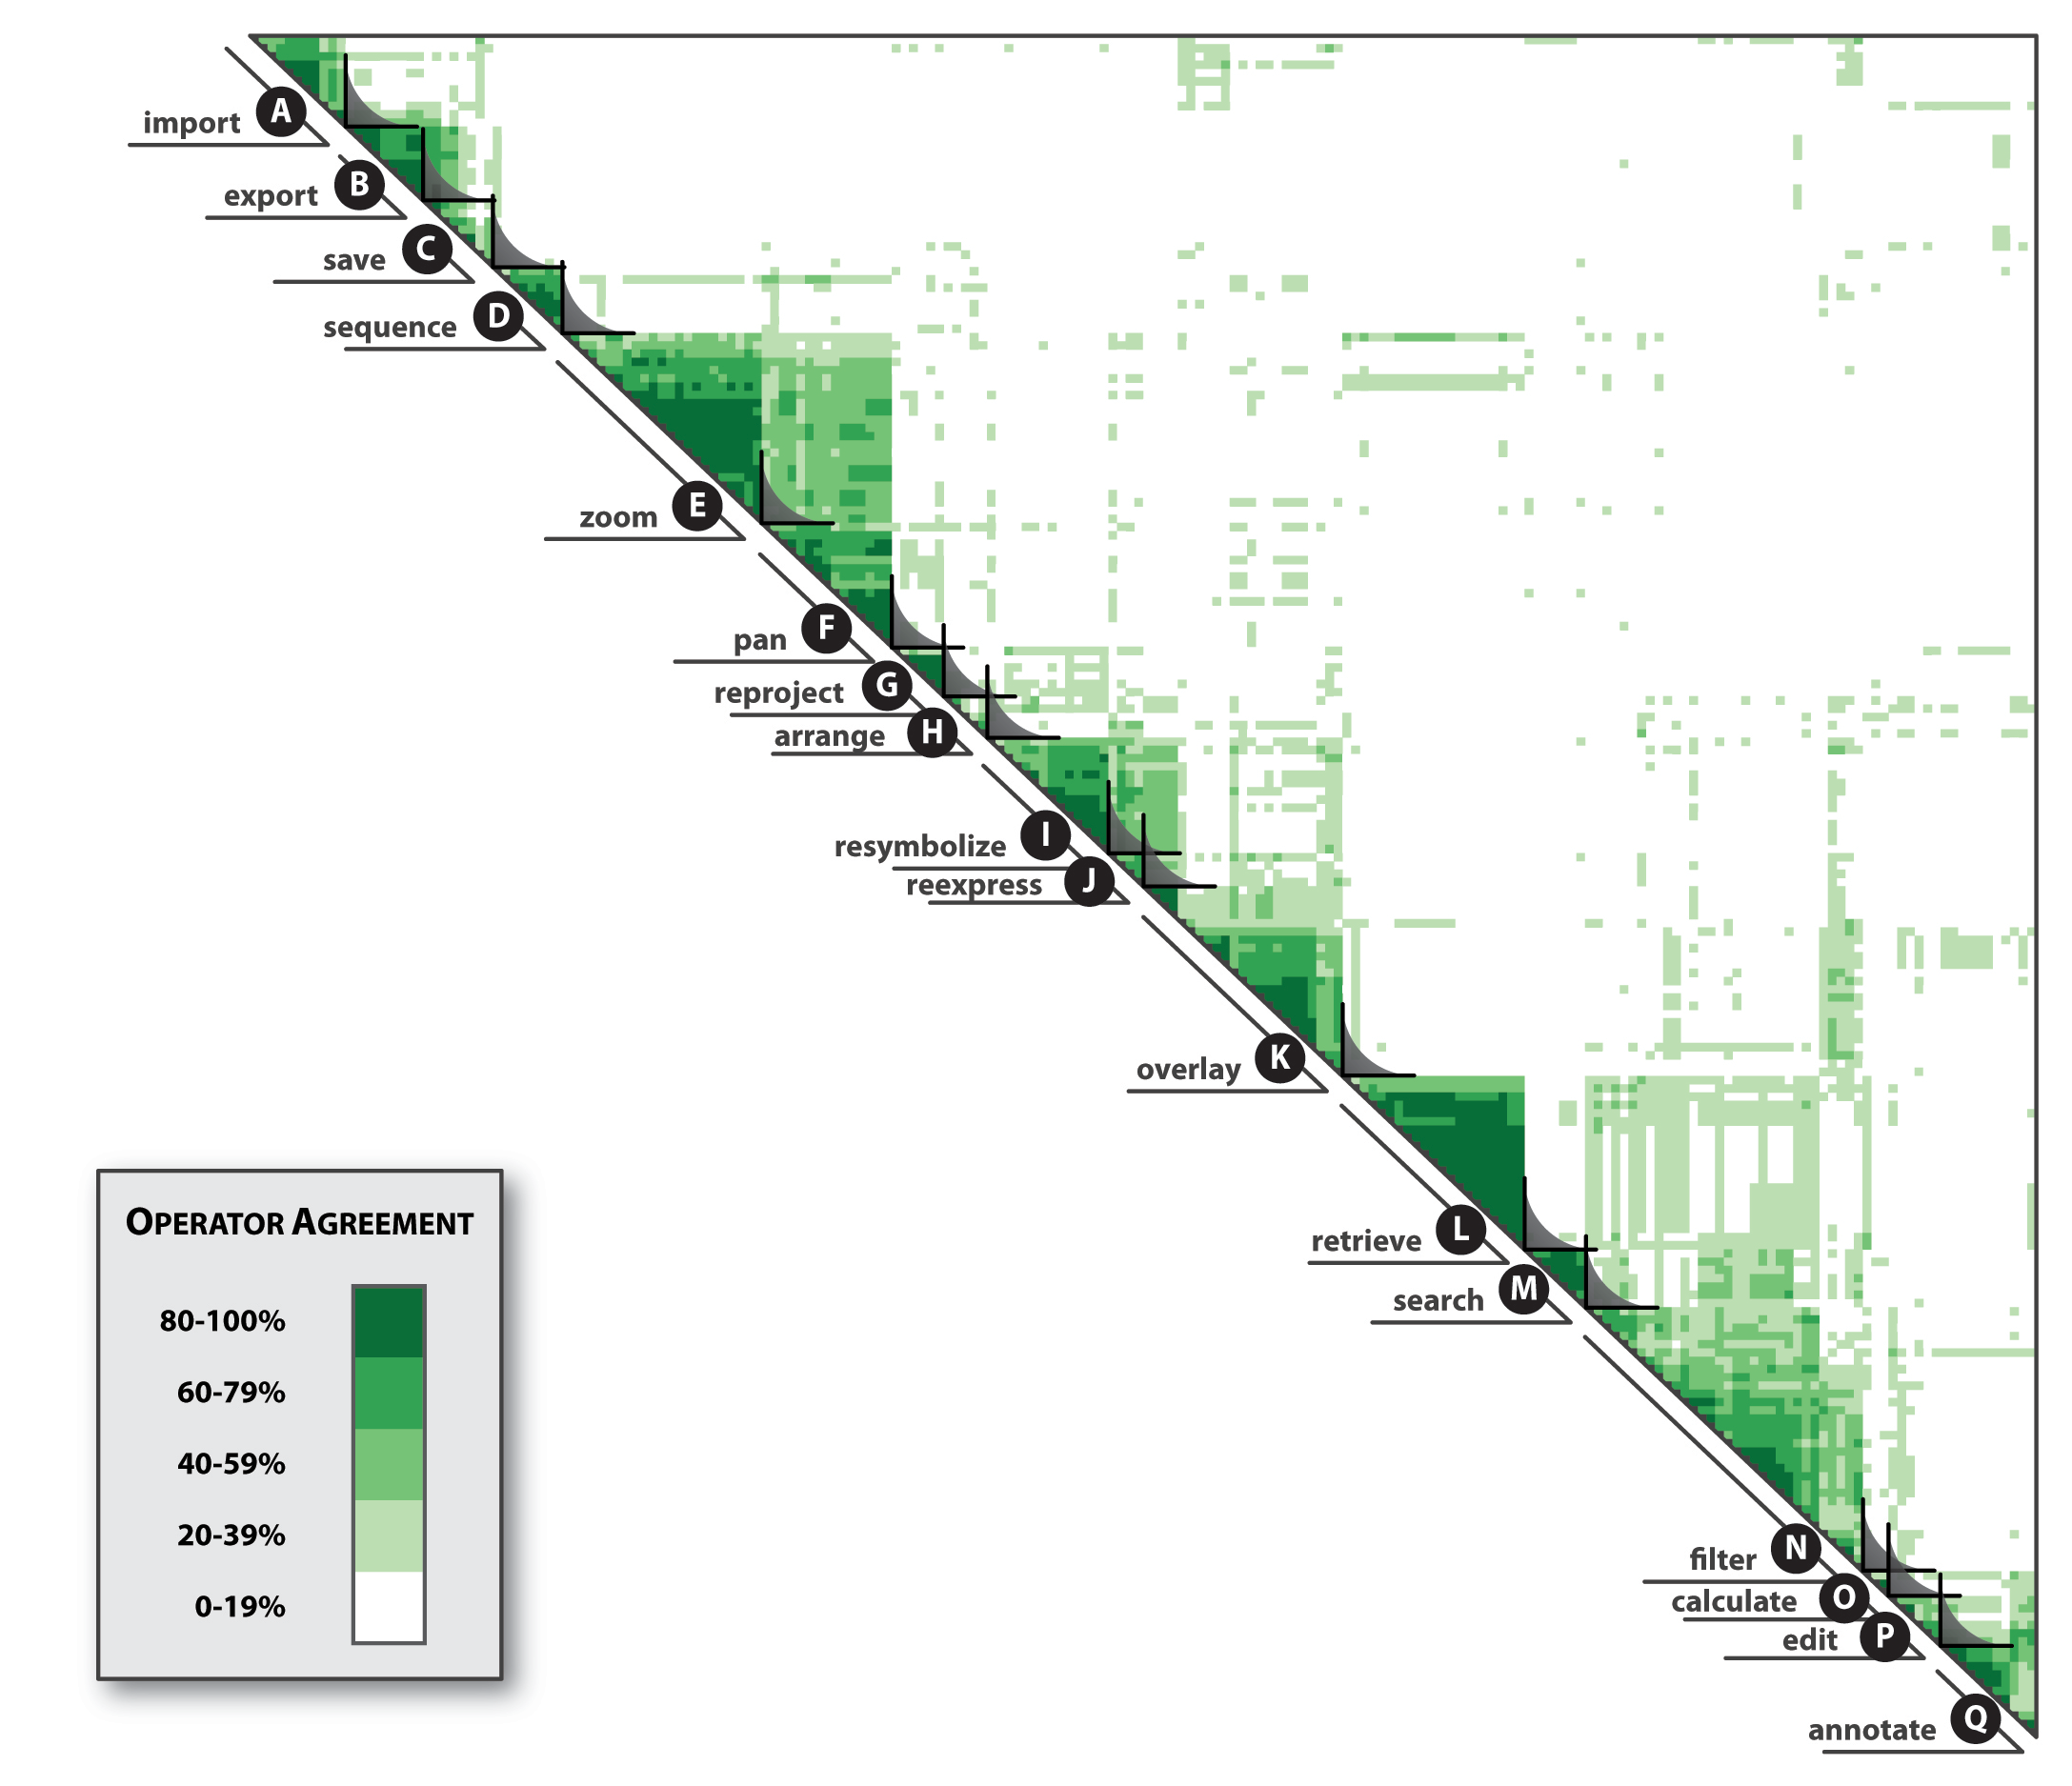 import A
export B
save C
sequence D
zoom E
pan F
reproject G
arrange H
resymbolize I
reexpress J
overlay K
retrieve L
search M
filter N
calculate O
edit P
annotate Q
OPERATOR AGREEMENT
80-100%
60-79%
40-59%
20-39%
0-19%